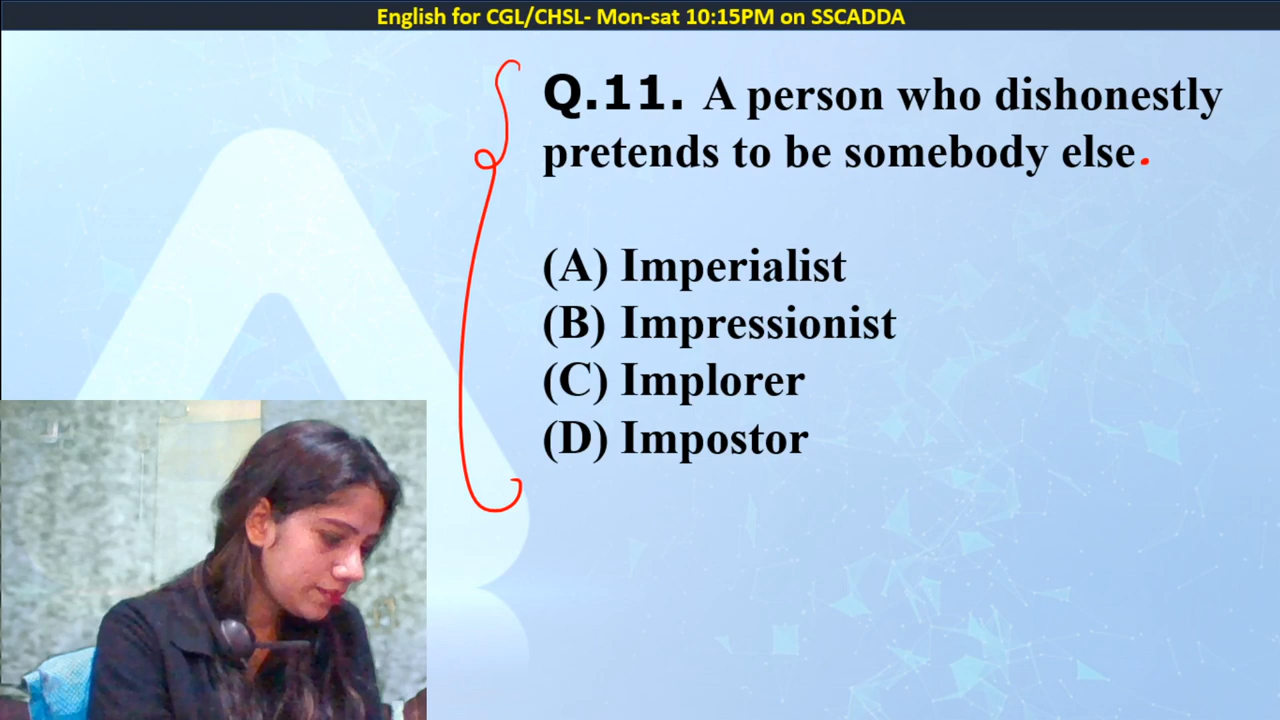 English for CGL/CHSL- Mon-sat 10:15PM on SSCADDA
Q.11. A person who dishonestly
pretends to be somebody else.
(A) Imperialist
(B) Impressionist
(C) Implorer
(D) Impostor